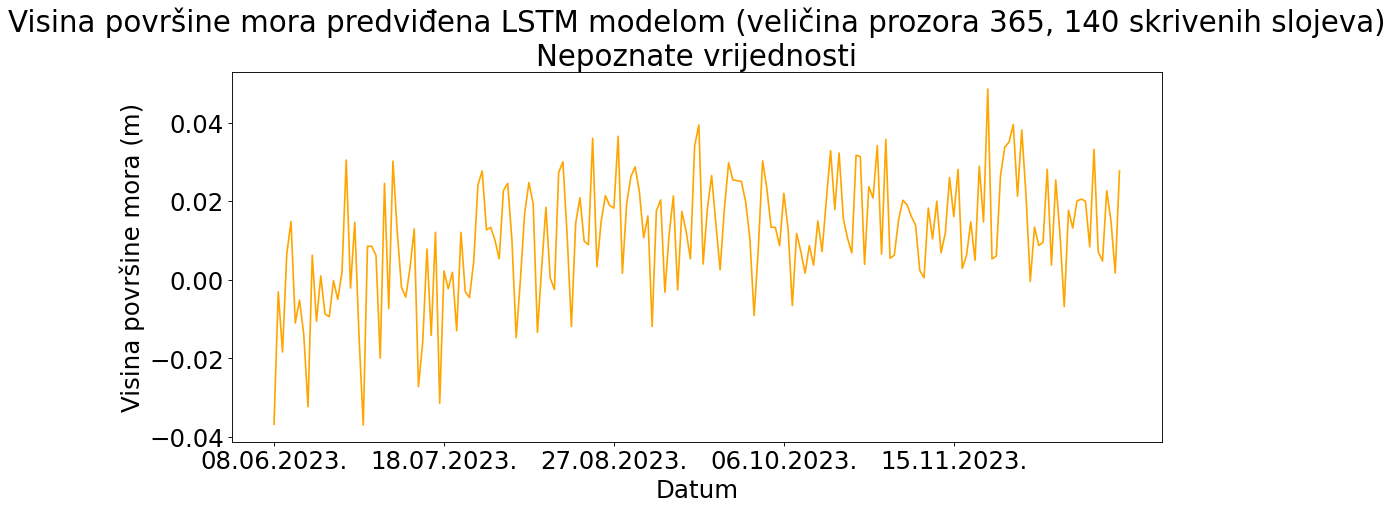 Visina površine mora predviđena LSTM modelom (veličina prozora 365, 140 skrivenih slojeva)
Nepoznate vrijednosti
Visina površine mora (m)
0.04
0.02
0.00
−0.02
−0.04
08.06.2023. 18.07.2023. 27.08.2023. 06.10.2023. 15.11.2023.
Datum